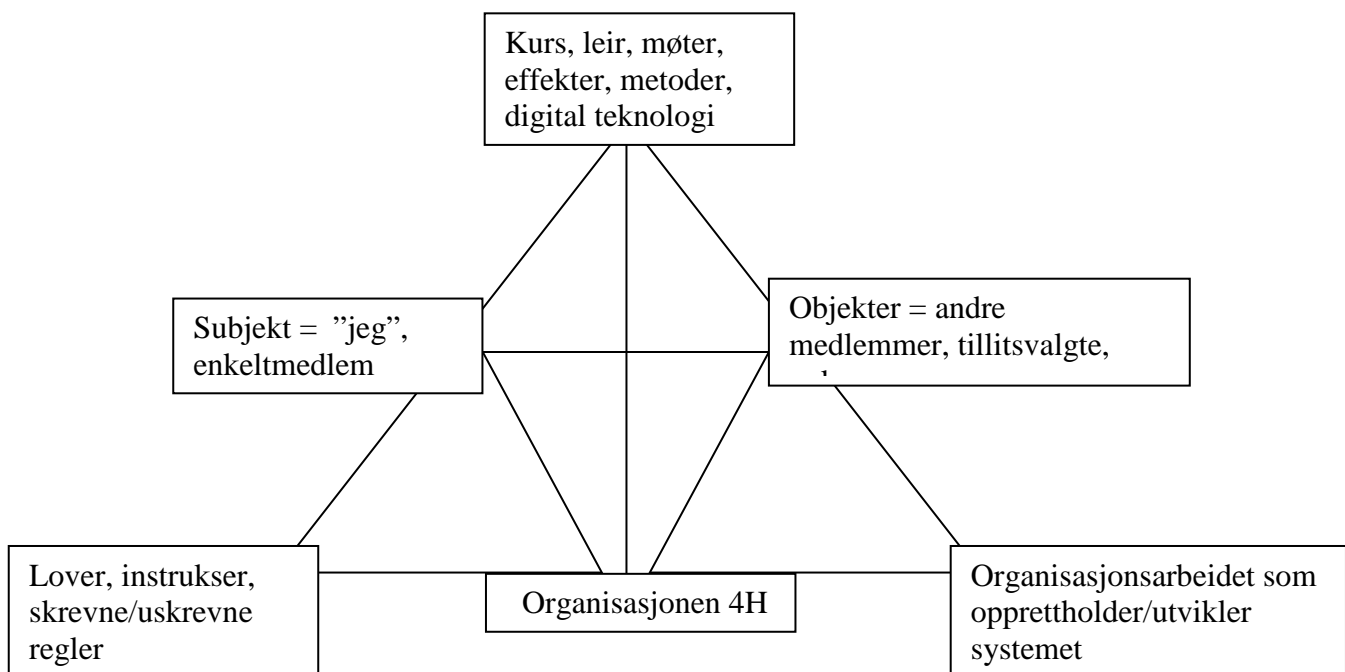 Kurs, leir, møter,
effekter, metoder,
digital teknologi
Subjekt = ”jeg”,
enkeltmedlem
Objekter = andre
medlemmer, tillitsvalgte,
Lover, instrukser,
skrevne/uskrevne
regler
Organisasjonen 4H
Organisasjonsarbeidet som
opprettholder/utvikler
systemet